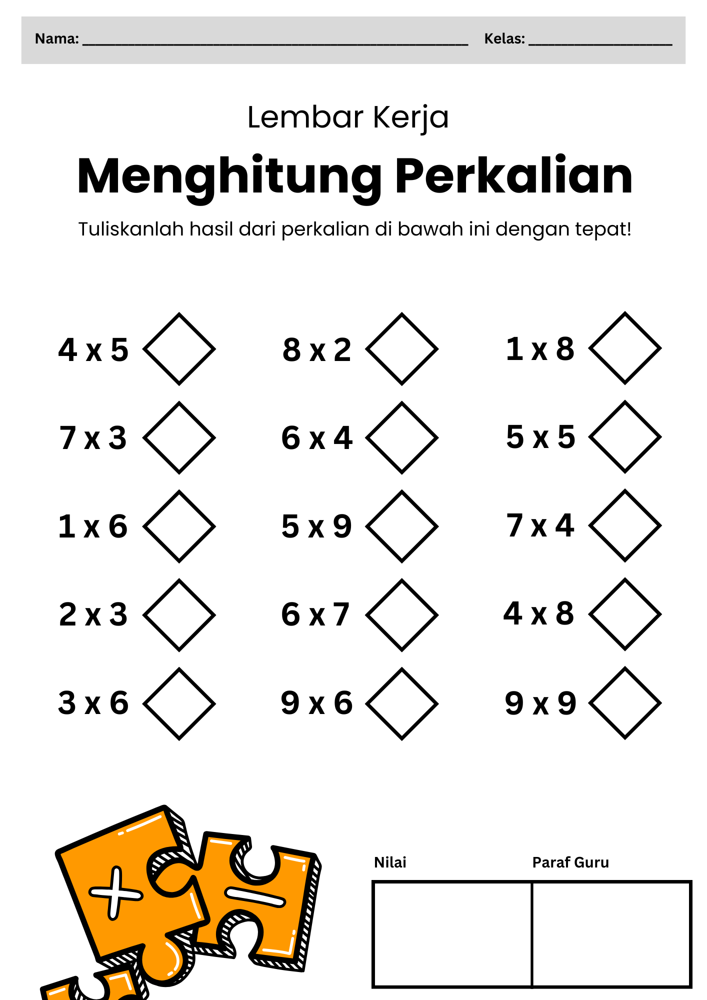 Nama: ______________________________________________ Kelas: _________________
Lembar Kerja
Menghitung Perkalian
Tuliskanlah hasil dari perkalian di bawah ini dengan tepat!
4 x 5 8 x 2 1 x 8
7 x 3 6 x 4 5 x 5
1 x 6 5 x 9 7 x 4
2 x 3 6 x 7 4 x 8
3 x 6 9 x 6 9 x 9
Nilai Paraf Guru